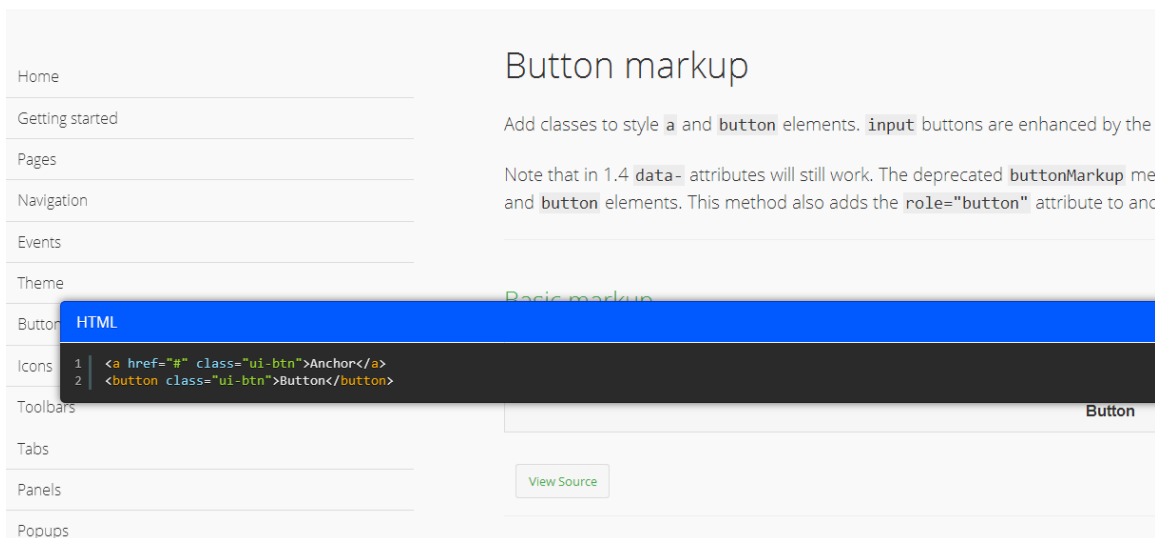 Home
Getting started
Pages
Navigation
Events
Theme
Button
Icons
Toolbars
Tabs
Panels
Popups
Button markup
Add classes to style a and button elements. input buttons are enhanced by the
Note that in 1.4 data- attributes will still work. The deprecated buttonMarkup me
and button elements. This method also adds the role="button" attribute to anc
Basic markup
HTML
1 <a href="#" class="ui-btn">Anchor</a>
2 <button class="ui-btn">Button</button>
Button
View Source